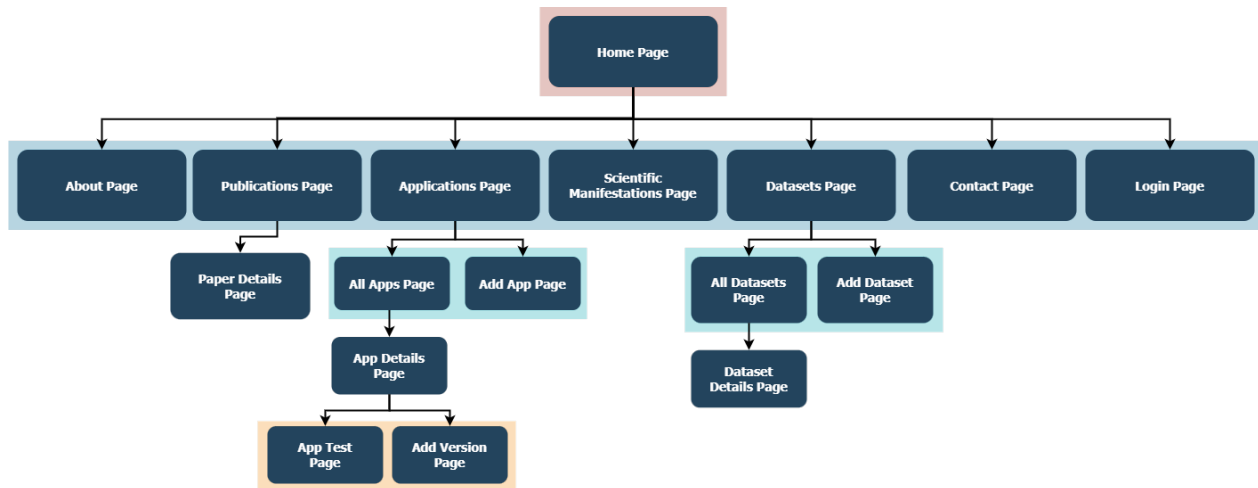 Home Page
About Page
Publications Page
Applications Page
Scientific
Manifestations Page
Datasets Page
Contact Page
Login Page
Paper Details
Page
All Apps Page
Add App Page
All Datasets
Page
Add Dataset
Page
App Details
Page
Dataset
Details Page
App Test
Page
Add Version
Page